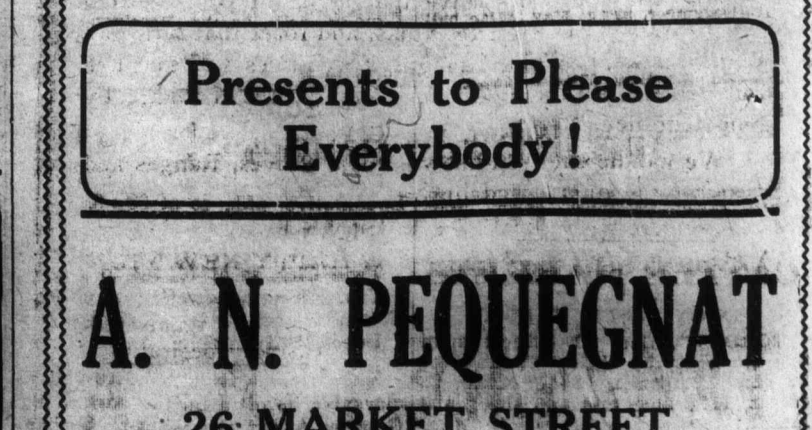 Presents to Please
Everybody!
A. N. PEQUEGNAT
26 MARKET STREET